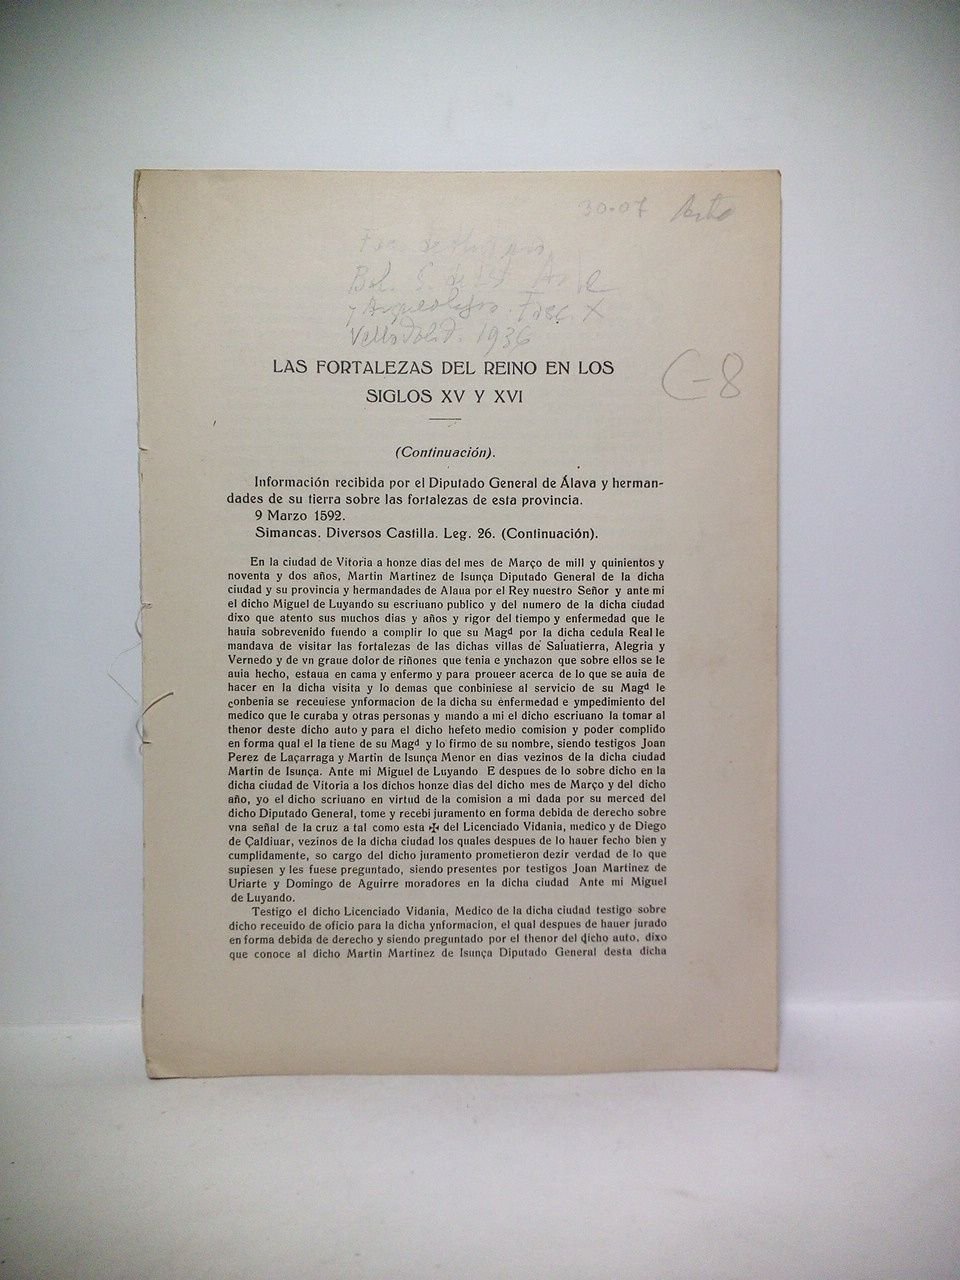 30-07
Bol. S. de
y Arqueología. Fasc. X
Valladolid. 1936
LAS FORTALEZAS DEL REINO EN LOS
SIGLOS XV Y XVI
C-8
(Continuación).
Información recibida por el Diputado General de Álava y herman-
dades de su tierra sobre las fortalezas de esta provincia.
9 Marzo 1592.
Simancas. Diversos Castilla. Leg. 26. (Continuación).
En la ciudad de Vitoria a honze dias del mes de Março de mill y quinientos y
noventa y dos años, Martin Martinez de Isunça Diputado General de la dicha
ciudad y su provincia y hermandades de Alaua por el Rey nuestro Señor y ante mi
el dicho Miguel de Luyando su escriuano publico y del numero de la dicha ciudad
dixo que atento sus muchos dias y años y rigor del tiempo y enfermedad que le
hauia sobrevenido fuendo a complir lo que su Magd por la dicha cedula Real le
mandava de visitar las fortalezas de las dichas villas de Saluatierra, Alegria y
Vernedo y de vn graue dolor de riñones que tenia e ynchazon que sobre ellos se le
auia hecho, estaua en cama y enfermo y para proueer acerca de lo que se auia de
hacer en la dicha visita y lo demas que conbiniese al servicio de su Magd le
conbenia se receuiese ynformacion de la dicha su enfermedad e ympedimiento del
medico que le curaba y otras personas y mando a mi el dicho escriuano la tomar al
thenor deste dicho auto y para el dicho hefeto medio comision y poder complido
en forma qual el la tiene de su Magd y lo firmo de su nombre, siendo testigos Joan
Perez de Laçarraga y Martin de Isunça Menor en dias vezinos de la dicha ciudad
Martin de Isunça. Ante mi Miguel de Luyando E despues de lo sobre dicho en la
dicha ciudad de Vitoria a los dichos honze dias del dicho mes de Março y del dicho
año, yo el dicho scriuano en virtud de la comision a mi dada por su merced del
dicho Diputado General, tome y recebi juramento en forma debida de derecho sobre
vna señal de la cruz a tal como esta ✠ del Licenciado Vidania, medico y de Diego
de Çaldiuar, vezinos de la dicha ciudad los quales despues de lo hauer fecho bien y
cumplidamente, so cargo del dicho juramento prometieron dezir verdad de lo que
supiesen y les fuese preguntado, siendo presentes por testigos Joan Martinez de
Uriarte y Domingo de Aguirre moradores en la dicha ciudad Ante mi Miguel
de Luyando.
Testigo el dicho Licenciado Vidania, Medico de la dicha ciudad testigo sobre
dicho receuido de oficio para la dicha ynformacion, el qual despues de hauer jurado
en forma debida de derecho y siendo preguntado por el thenor del dicho auto, dixo
que conoce al dicho Martin Martinez de Isunça Diputado General desta dicha